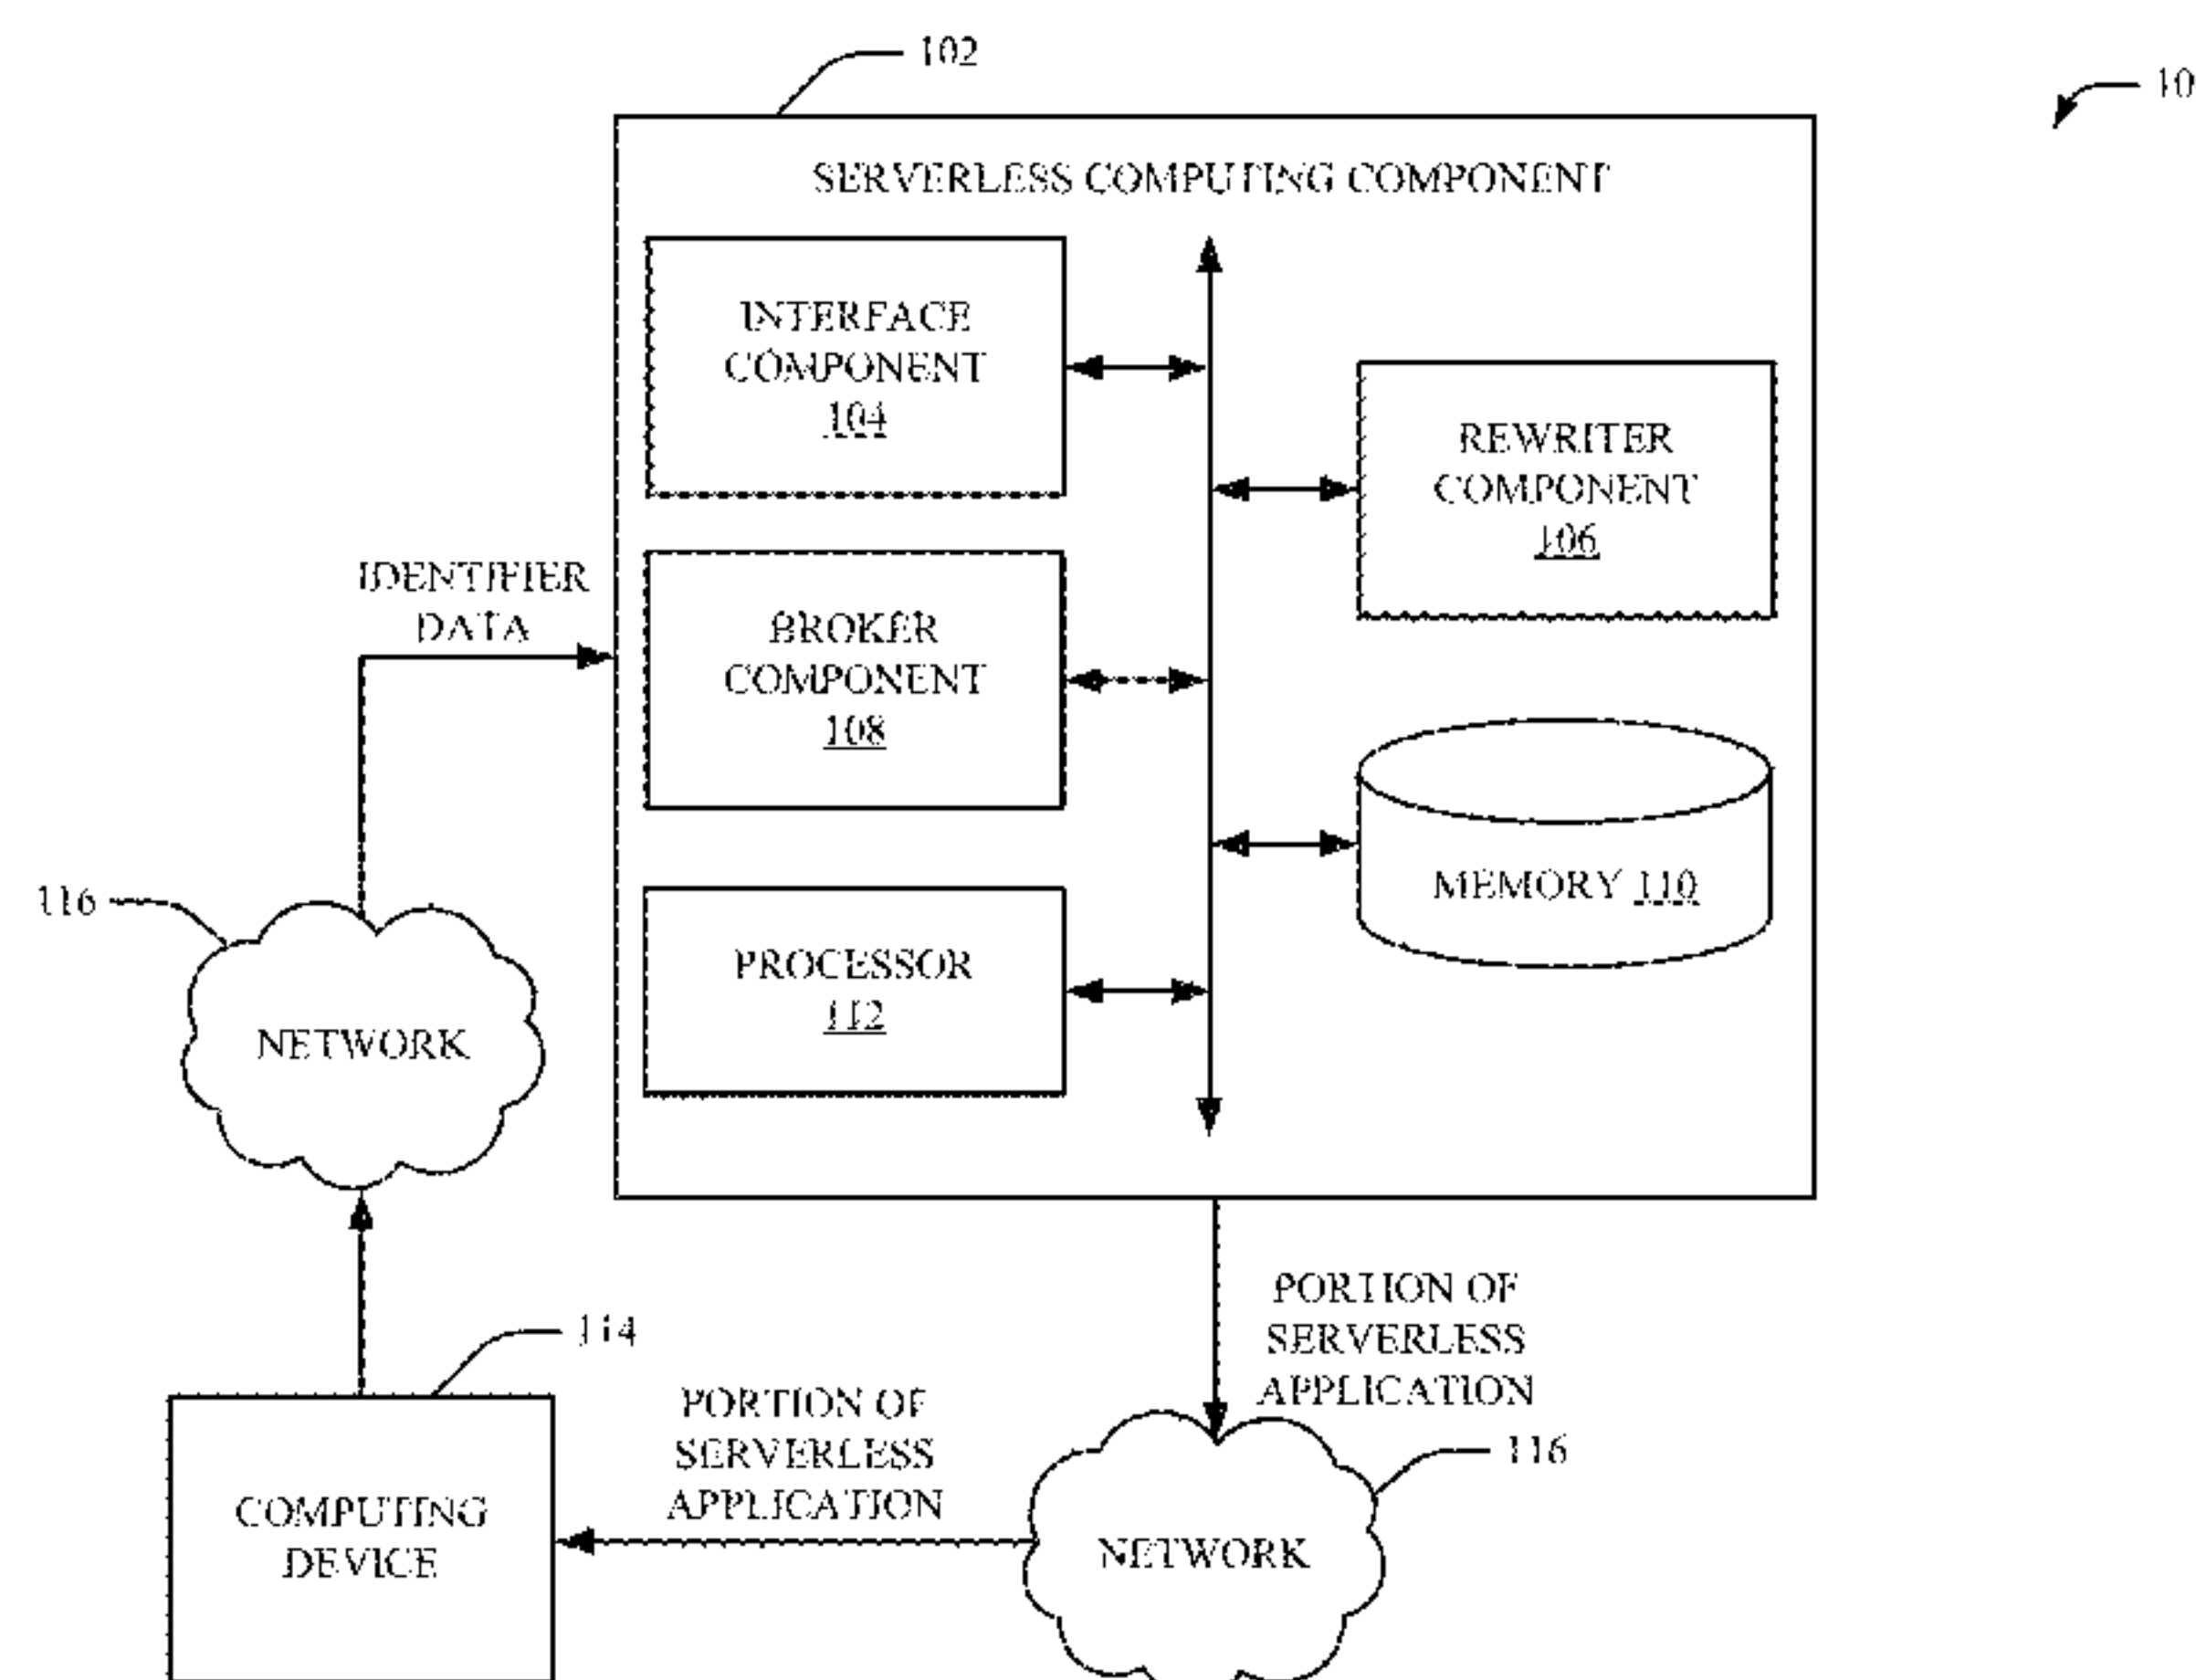 102
10
SERVERLESS COMPUTING COMPONENT
INTERFACE
COMPONENT
104
REWRITER
COMPONENT
106
IDENTIFIER
DATA
BROKER
COMPONENT
108
MEMORY 110
116
PROCESSOR
112
NETWORK
PORTION OF
SERVERLESS
APPLICATION
114
PORTION OF
SERVERLESS
APPLICATION
116
COMPUTING
DEVICE
NETWORK